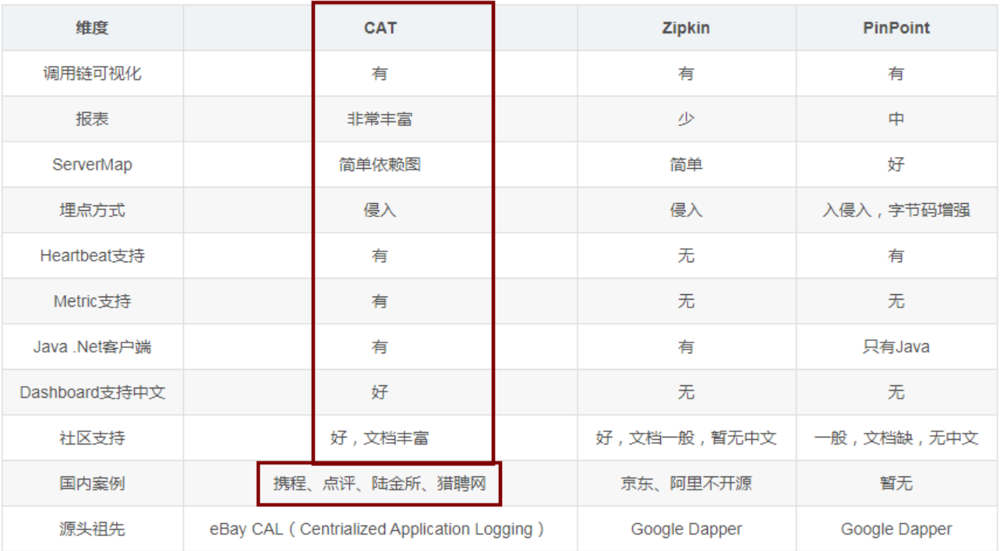 维度 CAT Zipkin PinPoint
调用链可视化 有 有 有
报表 非常丰富 少 中
ServerMap 简单依赖图 简单 好
埋点方式 侵入 侵入 入侵入，字节码增强
Heartbeat支持 有 无 有
Metric支持 有 无 无
Java .Net客户端 有 有 只有Java
Dashboard支持中文 好 无 无
社区支持 好，文档丰富 好，文档一般，暂无中文 一般，文档缺，无中文
国内案例 携程、点评、陆金所、猎聘网 京东、阿里不开源 暂无
源头祖先 eBay CAL（Centrialized Application Logging） Google Dapper Google Dapper